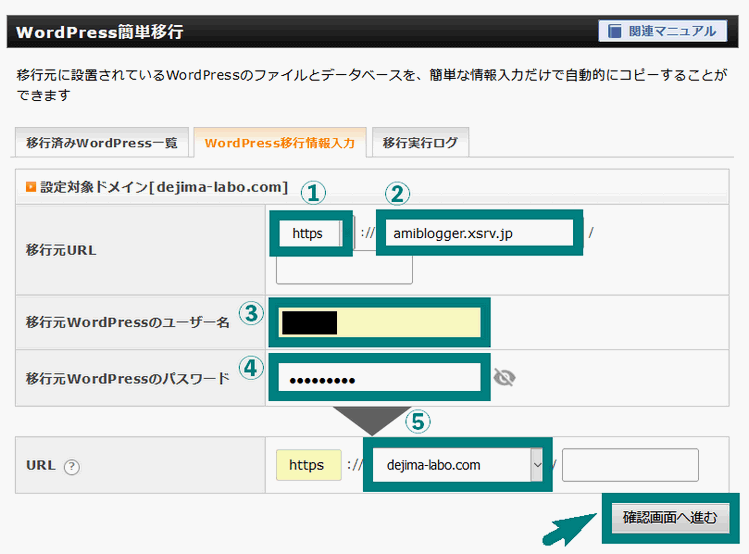 WordPress簡単移行
関連マニュアル
移行元に設置されているWordPressのファイルとデータベースを、簡単な情報入力だけで自動的にコピーすることが
できます
移行済みWordPress一覧
WordPress移行情報入力
移行実行ログ
設定対象ドメイン[dejima-labo.com]
① ②
移行元URL
https :// amiblogger.xsrv.jp /
移行元WordPressのユーザー名
③
移行元WordPressのパスワード
④ ●●●●●●●●●
⑤
URL ?
https :// dejima-labo.com /
確認画面へ進む